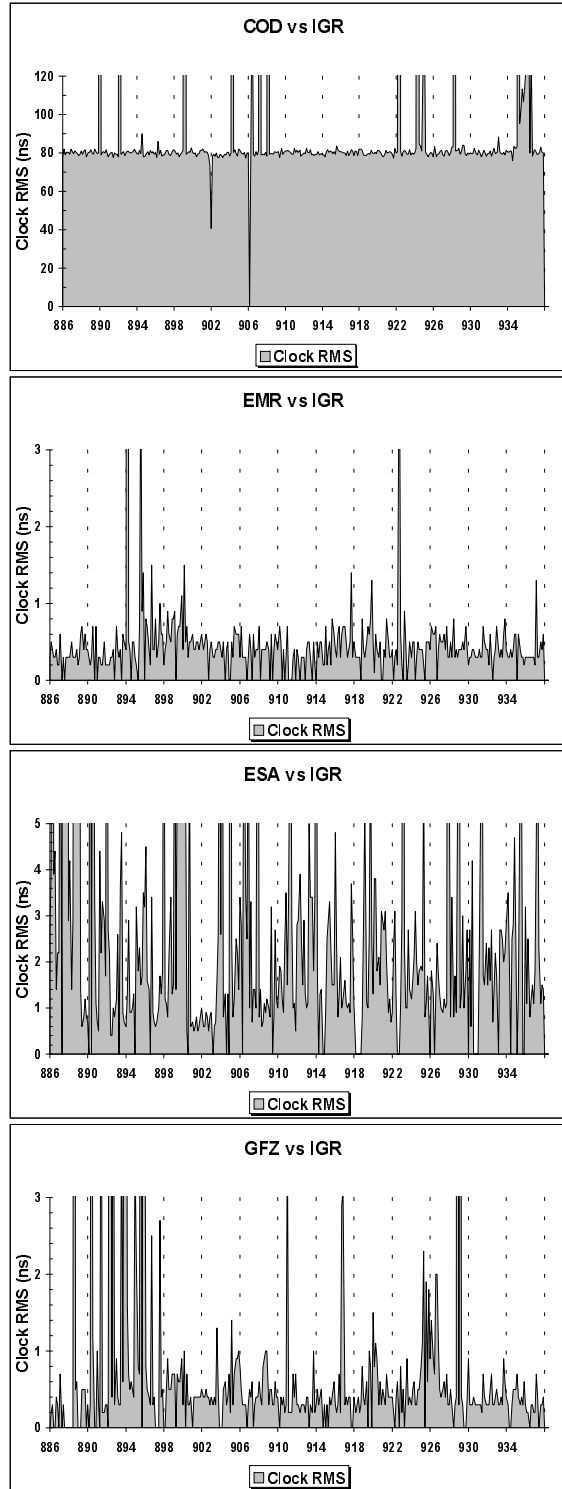 COD vs IGR
120
100
80
60
40
20
0
Clock RMS (ns)
886 890 894 898 902 906 910 914 918 922 926 930 934
Clock RMS
EMR vs IGR
3
2
1
0
Clock RMS (ns)
886 890 894 898 902 906 910 914 918 922 926 930 934
Clock RMS
ESA vs IGR
5
4
3
2
1
0
Clock RMS (ns)
886 890 894 898 902 906 910 914 918 922 926 930 934
Clock RMS
GFZ vs IGR
3
2
1
0
Clock RMS (ns)
886 890 894 898 902 906 910 914 918 922 926 930 934
Clock RMS